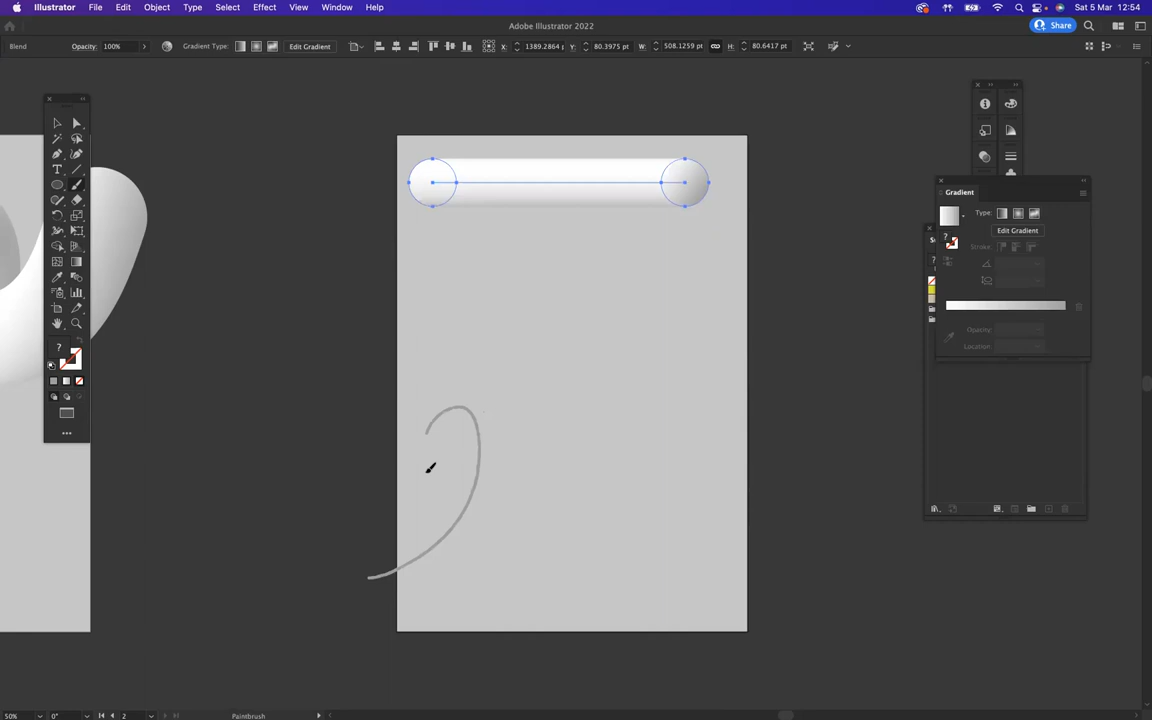 Illustrator File Edit Object Type Select Effect View Window Help Sat 5 Mar 12:54
Adobe Illustrator 2022
Share
Blend Opacity: 100% Gradient Type: Edit Gradient X: 1389.2864 Y: 80.3975 pt W: 508.1259 H: 80.6417 pt
Gradient
Type:
Edit Gradient
Stroke:
Opacity:
Location:
50% 0° 2 Paintbrush